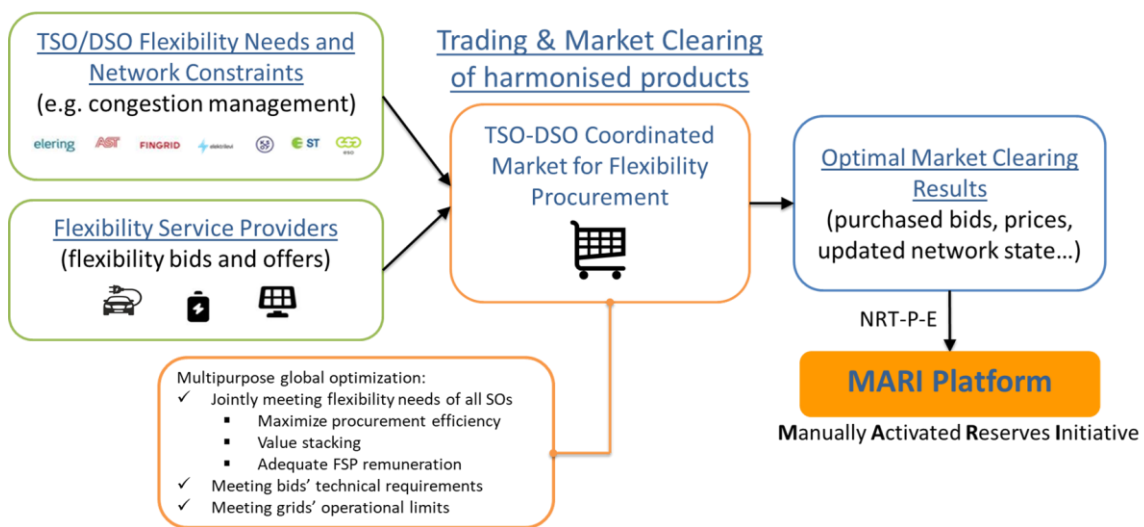 TSO/DSO Flexibility Needs and
Network Constraints
(e.g. congestion management)
elering
AST
FINGRID
ST
eso
Flexibility Service Providers
(flexibility bids and offers)
Trading & Market Clearing
of harmonised products
TSO-DSO Coordinated
Market for Flexibility
Procurement
Optimal Market Clearing
Results
(purchased bids, prices,
updated network state...)
NRT-P-E
MARI Platform
Manually Activated Reserves Initiative
Multipurpose global optimization:
✓ Jointly meeting flexibility needs of all SOs
▪ Maximize procurement efficiency
▪ Value stacking
▪ Adequate FSP remuneration
✓ Meeting bids' technical requirements
✓ Meeting grids' operational limits